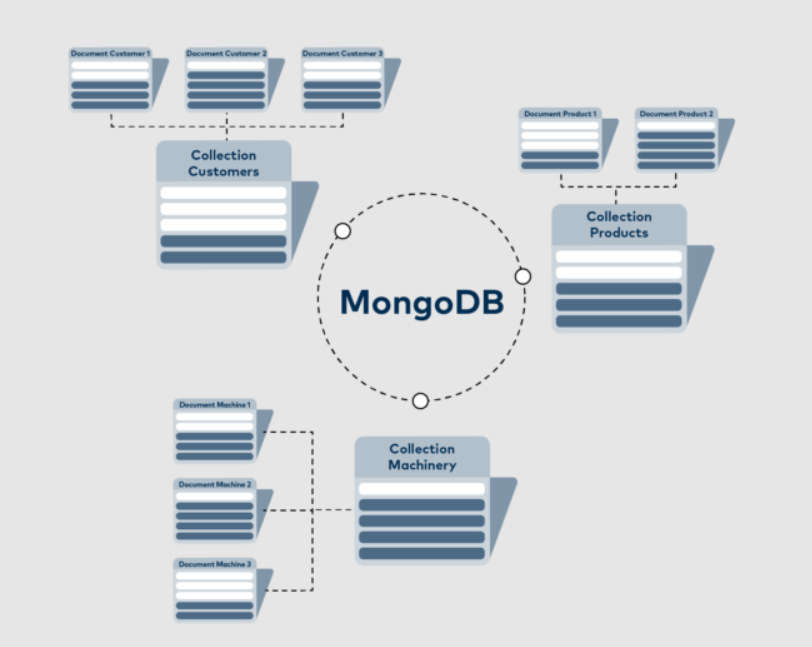 Document Customer 1
Document Customer 2
Document Customer 3
Collection
Customers
Document Product 1
Document Product 2
Collection
Products
MongoDB
Document Machine 1
Document Machine 2
Document Machine 3
Collection
Machinery